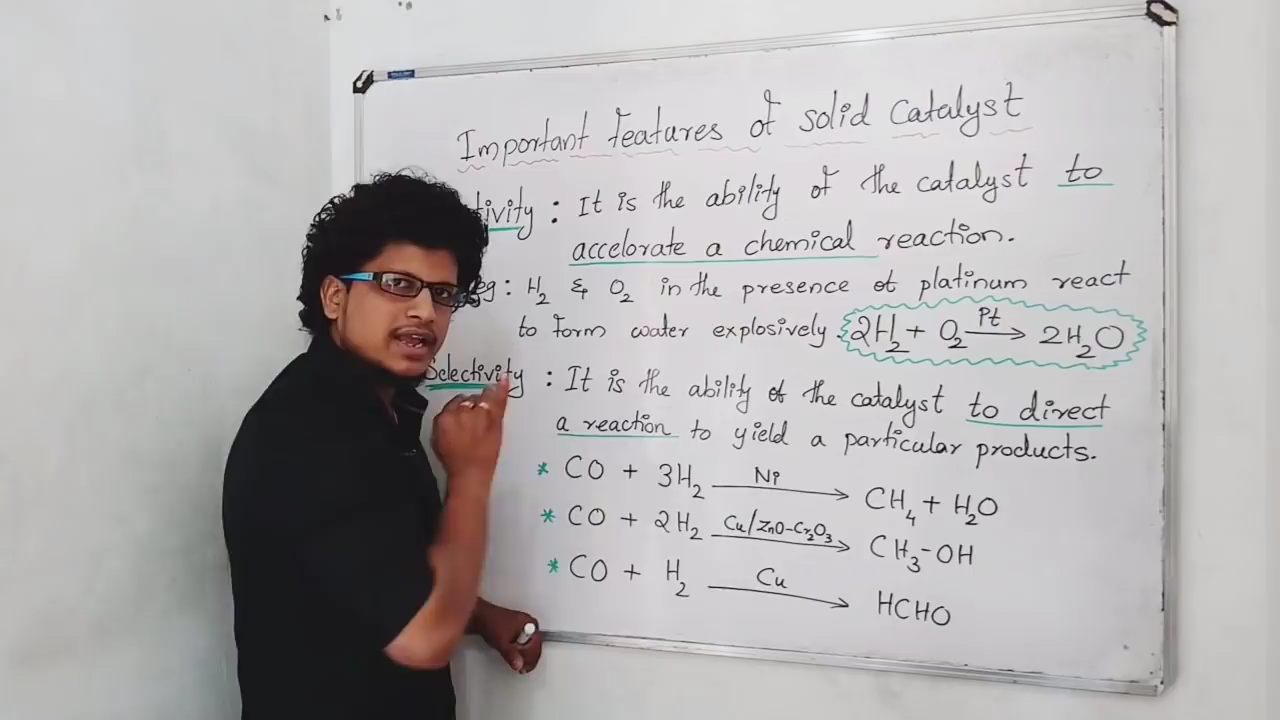 Important features of solid catalyst
tivity : It is the ability of the catalyst to
accelorate a chemical reaction.
eg : H₂ & O₂ in the presence of platinum react
to form water explosively. 2H₂ + O₂ —Pt→ 2H₂O
Selectivity : It is the ability of the catalyst to direct
a reaction to yield a particular products.
* CO + 3H₂ —Ni→ CH₄ + H₂O
* CO + 2H₂ —Cu/ZnO-Cr₂O₃→ CH₃-OH
* CO + H₂ —Cu→ HCHO